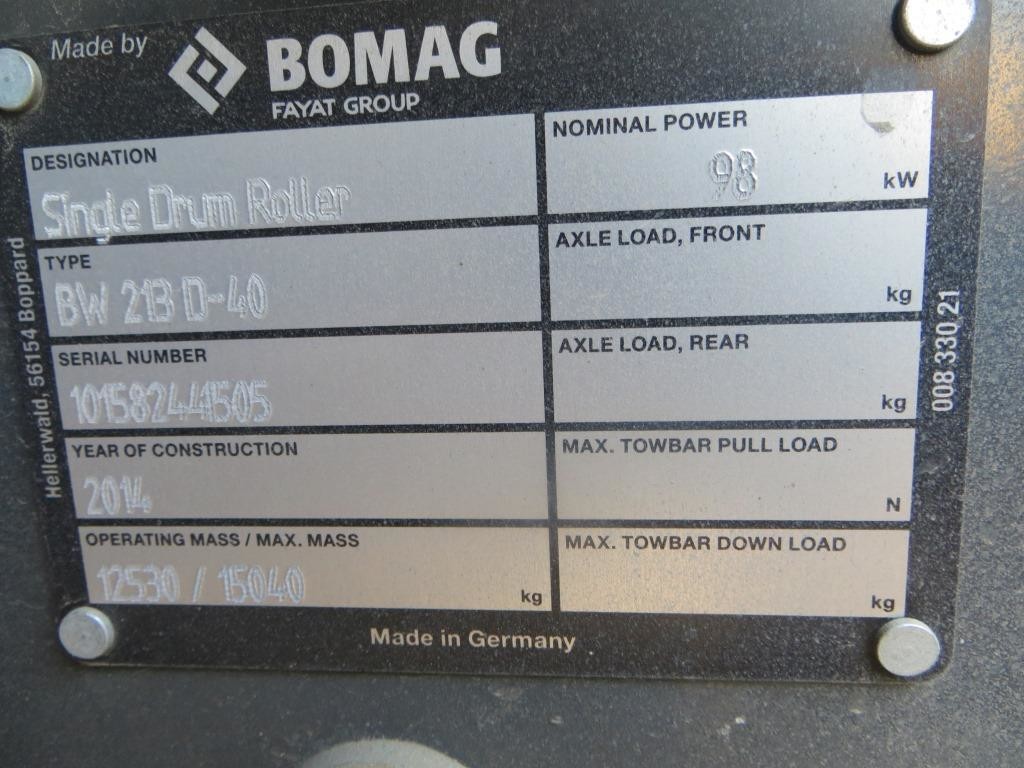 Made by BOMAG
FAYAT GROUP
DESIGNATION
Single Drum Roller
TYPE
BW 213 D-40
SERIAL NUMBER
101582441505
YEAR OF CONSTRUCTION
2014
OPERATING MASS / MAX. MASS
12530 / 15040 kg
NOMINAL POWER
98 kW
AXLE LOAD, FRONT
kg
AXLE LOAD, REAR
kg
MAX. TOWBAR PULL LOAD
N
MAX. TOWBAR DOWN LOAD
kg
Made in Germany
Hellerwald, 56154 Boppard
008 330 21